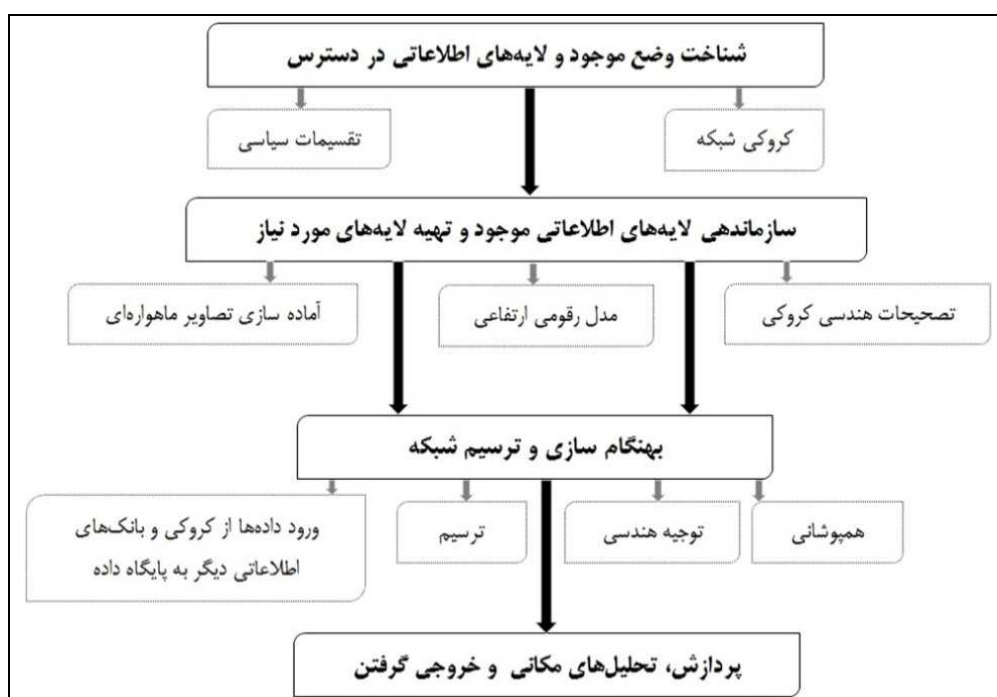 شناخت وضع موجود و لایه‌های اطلاعاتی در دسترس
کروکی شبکه
تقسیمات سیاسی
سازماندهی لایه‌های اطلاعاتی موجود و تهیه لایه‌های مورد نیاز
تصحیحات هندسی کروکی
مدل رقومی ارتفاعی
آماده سازی تصاویر ماهواره‌ای
بهنگام سازی و ترسیم شبکه
همپوشانی
توجیه هندسی
ترسیم
ورود داده‌ها از کروکی و بانک‌های
اطلاعاتی دیگر به پایگاه داده
پردازش، تحلیل‌های مکانی و خروجی گرفتن